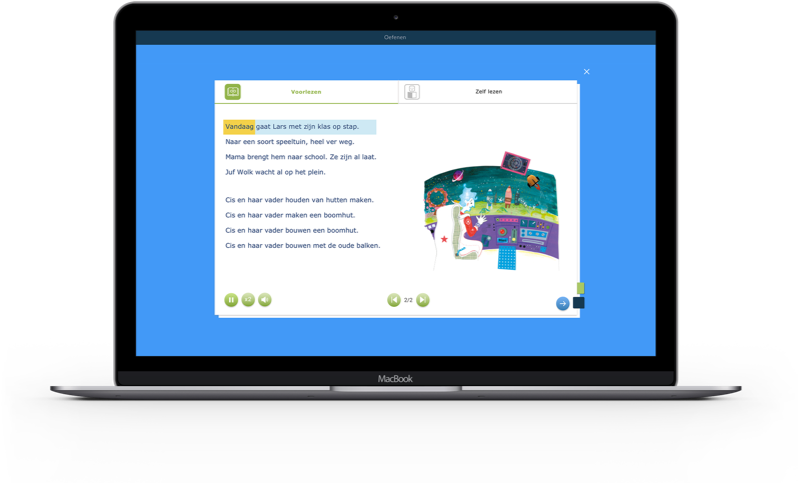 Oefenen
Voorlezen
Zelf lezen
Vandaag gaat Lars met zijn klas op stap.
Naar een soort speeltuin, heel ver weg.
Mama brengt hem naar school. Ze zijn al laat.
Juf Wolk wacht al op het plein.
Cis en haar vader houden van hutten maken.
Cis en haar vader maken een boomhut.
Cis en haar vader bouwen een boomhut.
Cis en haar vader bouwen met de oude balken.
2/2
MacBook